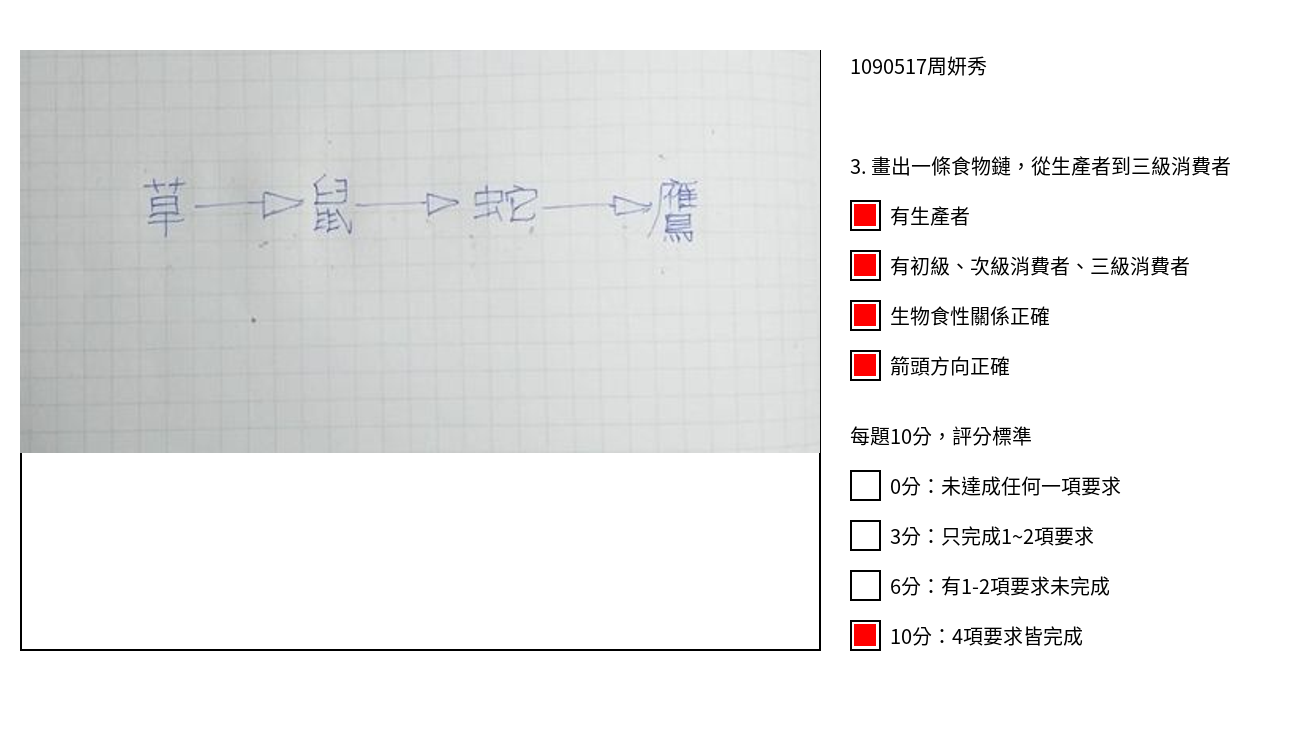 草 鼠 蛇 鷹
1090517周妍秀
3. 畫出一條食物鏈，從生產者到三級消費者
有生產者
有初級、次級消費者、三級消費者
生物食性關係正確
箭頭方向正確
每題10分，評分標準
0分：未達成任何一項要求
3分：只完成1~2項要求
6分：有1-2項要求未完成
10分：4項要求皆完成